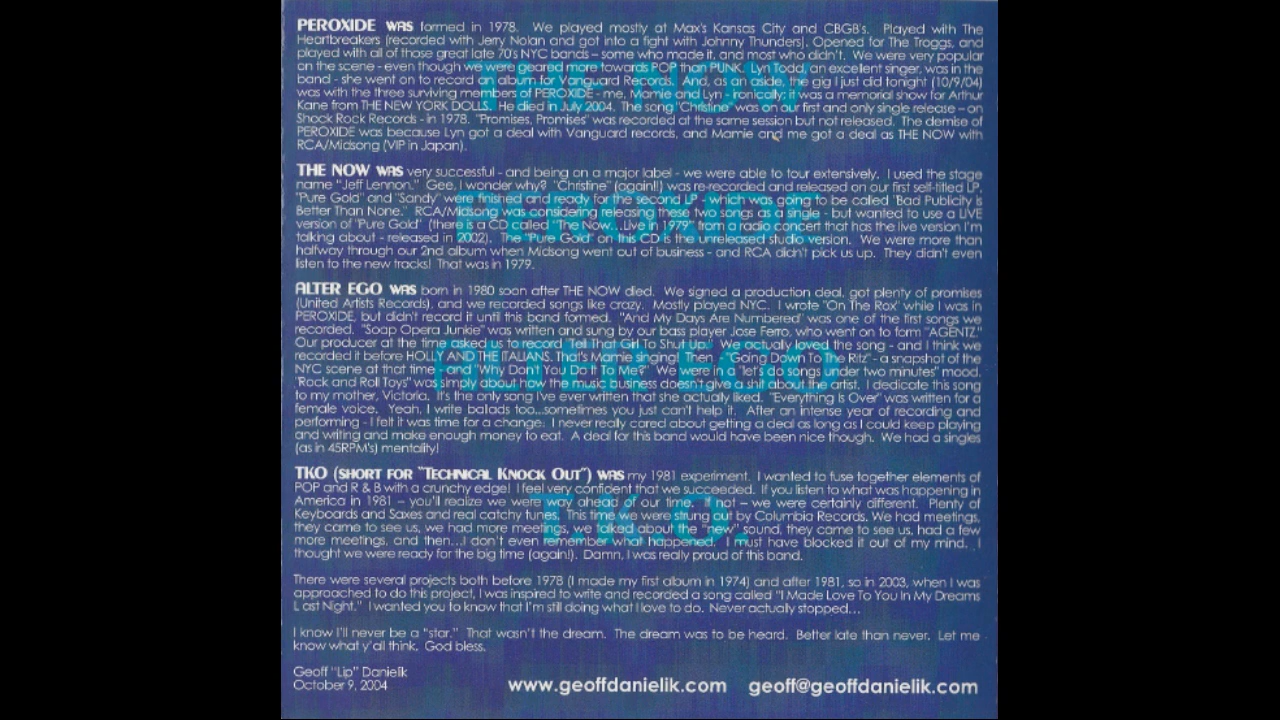 PEROXIDE WAS formed in 1978. We played mostly at Max's Kansas City and CBGB's. Played with The
Heartbreakers (recorded with Jerry Nolan and got into a fight with Johnny Thunders). Opened for The Troggs, and
played with all of those great late 70's NYC bands – some who made it, and most who didn't. We were very popular
on the scene - even though we were geared more towards POP than PUNK. Lyn Todd, an excellent singer, was in the
band - she went on to record an album for Vanguard Records. And, as an aside, the gig I just did tonight (10/9/04)
was with the three surviving members of PEROXIDE - me, Mamie and Lyn - ironically, it was a memorial show for Arthur
Kane from THE NEW YORK DOLLS. He died in July 2004. The song "Christine" was on our first and only single release – on
Shock Rock Records - in 1978. "Promises, Promises" was recorded at the same session but not released. The demise of
PEROXIDE was because Lyn got a deal with Vanguard records, and Mamie and me got a deal as THE NOW with
RCA/Midsong (VIP in Japan).
THE NOW WAS very successful - and being on a major label - we were able to tour extensively. I used the stage
name "Jeff Lennon." Gee, I wonder why? "Christine" (again!!) was re-recorded and released on our first self-titled LP.
"Pure Gold" and "Sandy" were finished and ready for the second LP - which was going to be called "Bad Publicity is
Better Than None." RCA/Midsong was considering releasing these two songs as a single - but wanted to use a LIVE
version of "Pure Gold" (there is a CD called "The Now...Live in 1979" from a radio concert that has the live version I'm
talking about - released in 2002). The "Pure Gold" on this CD is the unreleased studio version. We were more than
halfway through our 2nd album when Midsong went out of business - and RCA didn't pick us up. They didn't even
listen to the new tracks! That was in 1979.
ALTER EGO WAS born in 1980 soon after THE NOW died. We signed a production deal, got plenty of promises
(United Artists Records), and we recorded songs like crazy. Mostly played NYC. I wrote "On The Rox" while I was in
PEROXIDE, but didn't record it until this band formed. "And My Days Are Numbered" was one of the first songs we
recorded. "Soap Opera Junkie" was written and sung by our bass player Jose Ferro, who went on to form "AGENTZ."
Our producer at the time asked us to record "Tell That Girl To Shut Up." We actually loved the song - and I think we
recorded it before HOLLY AND THE ITALIANS. That's Mamie singing! Then, "Going Down To The Ritz" - a snapshot of the
NYC scene at that time - and "Why Don't You Do It To Me?" We were in a "let's do songs under two minutes" mood.
"Rock and Roll Toys" was simply about how the music business doesn't give a shit about the artist. I dedicate this song
to my mother, Victoria. It's the only song I've ever written that she actually liked. "Everything Is Over" was written for a
female voice. Yeah, I write balads too...sometimes you just can't help it. After an intense year of recording and
performing - I felt it was time for a change. I never really cared about getting a deal as long as I could keep playing
and writing and make enough money to eat. A deal for this band would have been nice though. We had a singles
(as in 45RPM's) mentality!
TKO (SHORT FOR "TECHNICAL KNOCK OUT") WAS my 1981 experiment. I wanted to fuse together elements of
POP and R & B with a crunchy edge! I feel very confident that we succeeded. If you listen to what was happening in
America in 1981 – you'll realize we were way ahead of our time. If not – we were certainly different. Plenty of
Keyboards and Saxes and real catchy tunes. This time we were strung out by Columbia Records. We had meetings,
they came to see us, we had more meetings, we talked about the "new" sound, they came to see us, had a few
more meetings, and then...I don't even remember what happened. I must have blocked it out of my mind. I
thought we were ready for the big time (again!). Damn, I was really proud of this band.
There were several projects both before 1978 (I made my first album in 1974) and after 1981, so in 2003, when I was
approached to do this project, I was inspired to write and recorded a song called "I Made Love To You In My Dreams
Last Night." I wanted you to know that I'm still doing what I love to do. Never actually stopped...
I know I'll never be a "star." That wasn't the dream. The dream was to be heard. Better late than never. Let me
know what y'all think. God bless.
Geoff "Lip" Danielik
October 9, 2004
www.geoffdanielik.com geoff@geoffdanielik.com
THE NOW
PEROXIDE
ALTER EGO
TKO